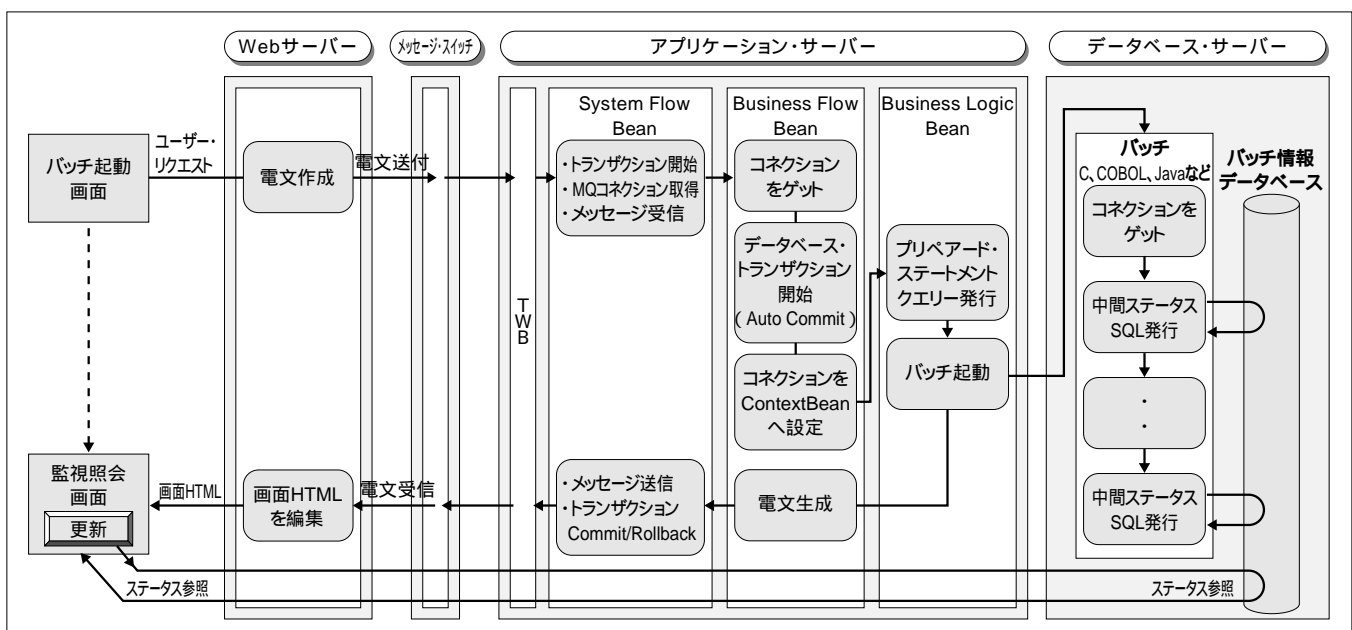 Webサーバー
メッセージ・スイッチ
アプリケーション・サーバー
データベース・サーバー
バッチ起動
画面
ユーザー・
リクエスト
電文作成
電文送付
TWB
System Flow
Bean
・トランザクション開始
・MQコネクション取得
・メッセージ受信
Business Flow
Bean
コネクション
をゲット
データベース・
トランザクション
開始
( Auto Commit )
コネクションを
ContextBean
へ設定
Business Logic
Bean
プリペアード・
ステートメント
クエリー発行
バッチ起動
バッチ
C、COBOL、Javaなど
コネクションを
ゲット
中間ステータス
SQL発行
・
・
中間ステータス
SQL発行
バッチ情報
データベース
監視照会
画面
更新
画面HTML
画面HTML
を編集
電文受信
・メッセージ送信
・トランザクション
Commit/Rollback
電文生成
ステータス参照
ステータス参照